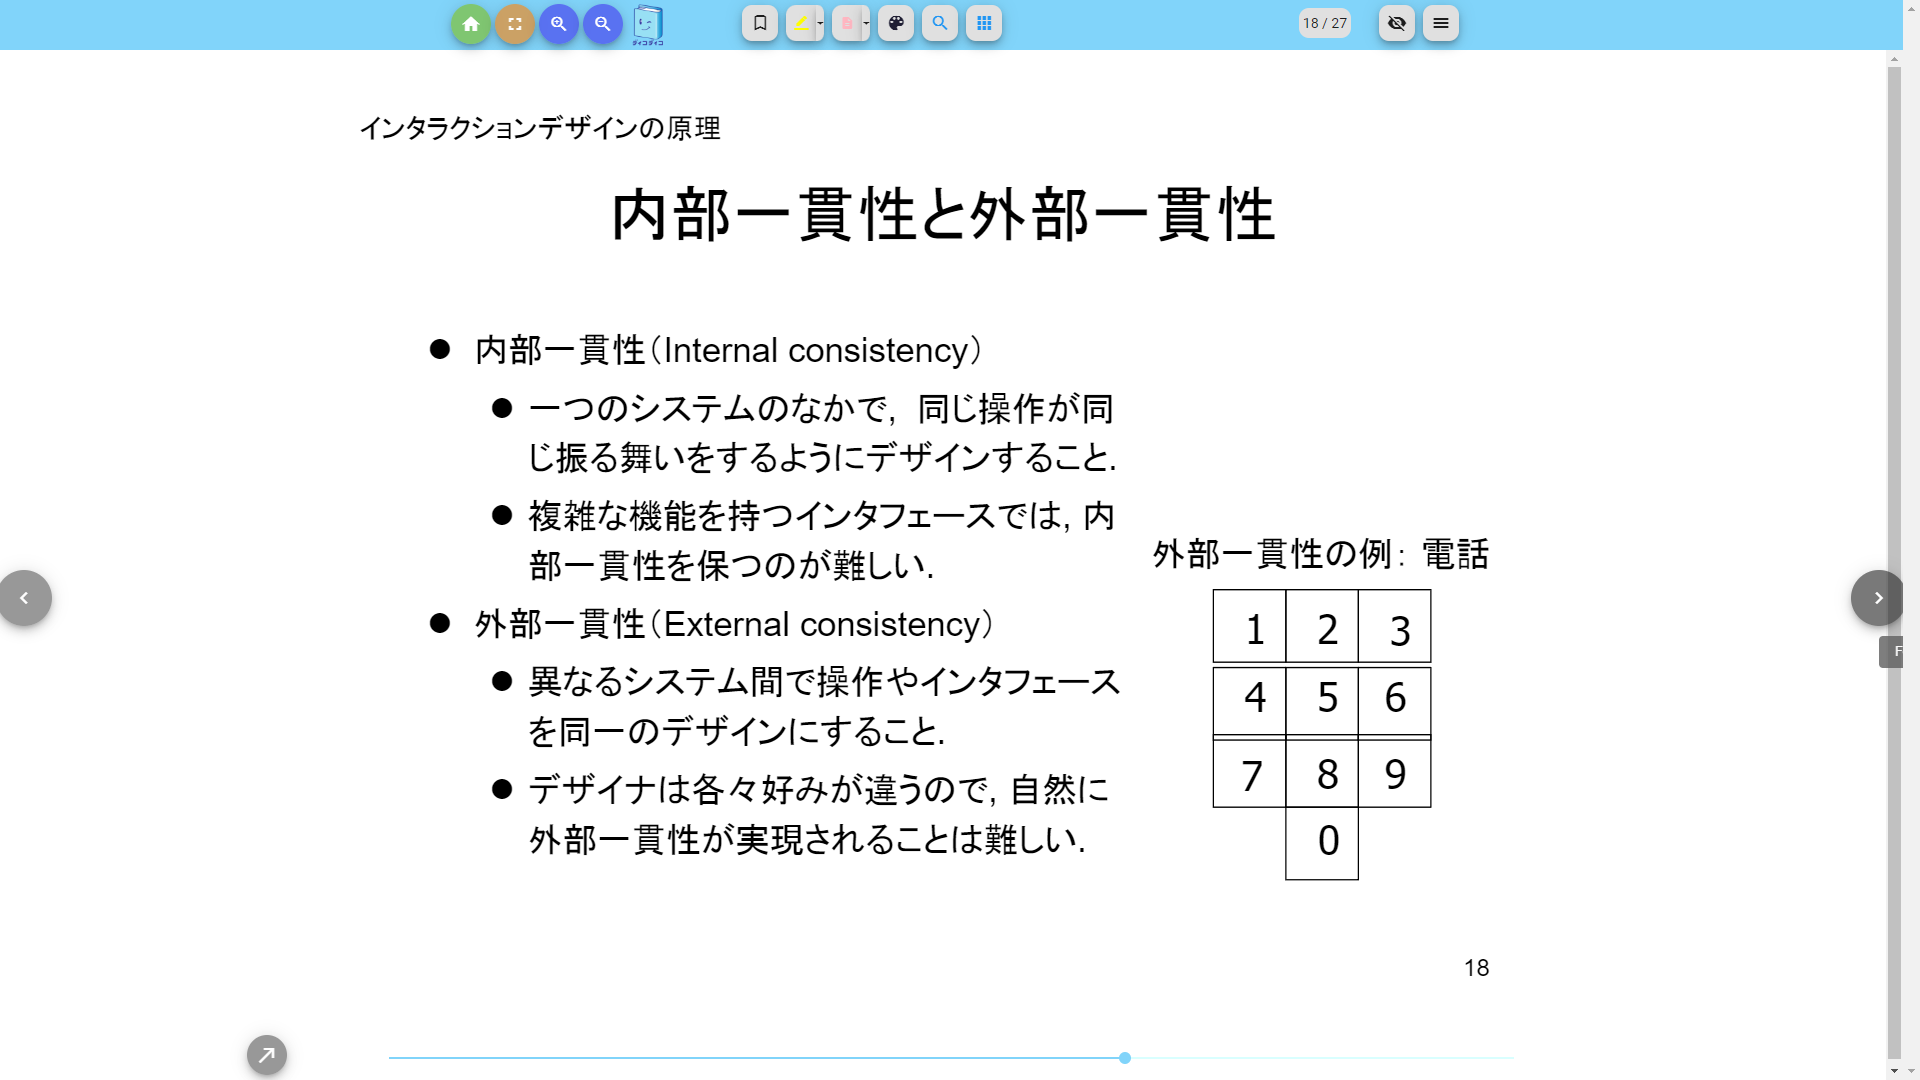 ダィコダィコ
18 / 27
インタラクションデザインの原理
内部一貫性と外部一貫性
● 内部一貫性（Internal consistency）
● 一つのシステムのなかで, 同じ操作が同
じ振る舞いをするようにデザインすること.
● 複雑な機能を持つインタフェースでは, 内
部一貫性を保つのが難しい.
● 外部一貫性（External consistency）
● 異なるシステム間で操作やインタフェース
を同一のデザインにすること.
● デザイナは各々好みが違うので, 自然に
外部一貫性が実現されることは難しい.
外部一貫性の例： 電話
1 2 3
4 5 6
7 8 9
0
18
F